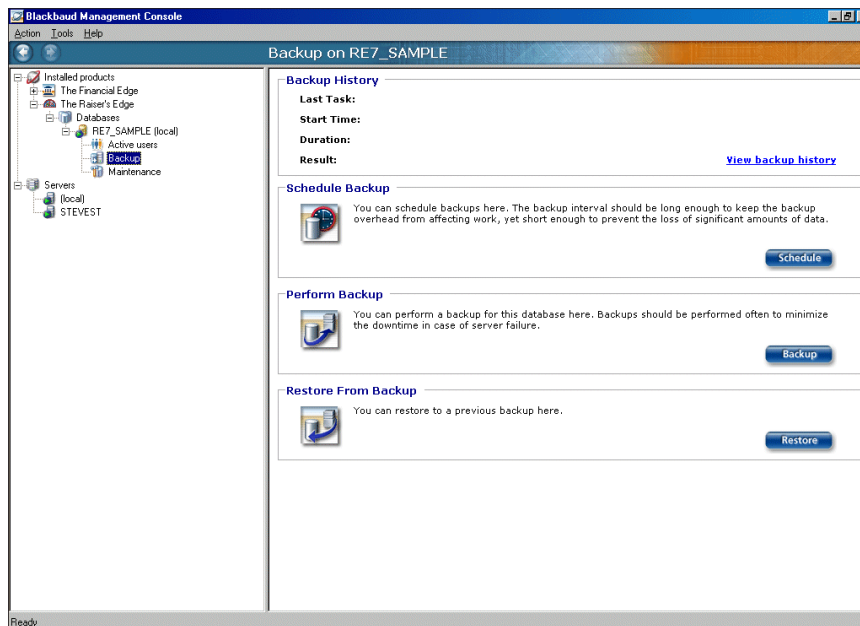 Blackbaud Management Console
Action Tools Help
Backup on RE7_SAMPLE
Installed products
The Financial Edge
The Raiser's Edge
Databases
RE7_SAMPLE (local)
Active users
Backup
Maintenance
Servers
(local)
STEVEST
Backup History
Last Task:
Start Time:
Duration:
Result:
View backup history
Schedule Backup
You can schedule backups here. The backup interval should be long enough to keep the backup
overhead from affecting work, yet short enough to prevent the loss of significant amounts of data.
Schedule
Perform Backup
You can perform a backup for this database here. Backups should be performed often to minimize
the downtime in case of server failure.
Backup
Restore From Backup
You can restore to a previous backup here.
Restore
Ready